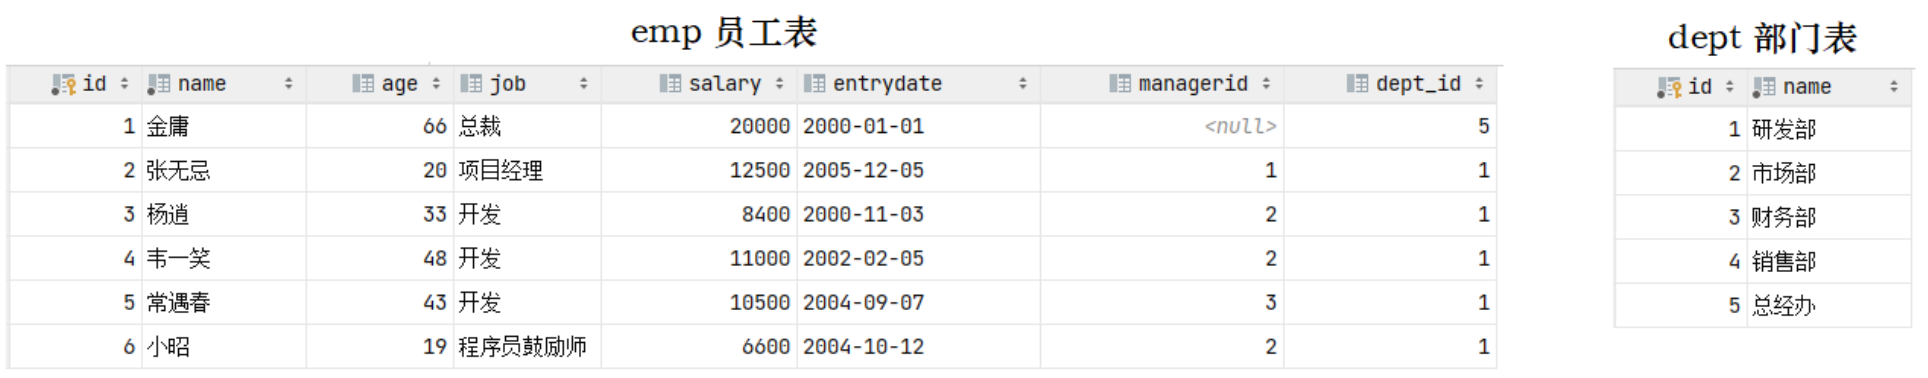 emp 员工表
id name age job salary entrydate managerid dept_id
1 金庸 66 总裁 20000 2000-01-01 <null> 5
2 张无忌 20 项目经理 12500 2005-12-05 1 1
3 杨逍 33 开发 8400 2000-11-03 2 1
4 韦一笑 48 开发 11000 2002-02-05 2 1
5 常遇春 43 开发 10500 2004-09-07 3 1
6 小昭 19 程序员鼓励师 6600 2004-10-12 2 1
dept 部门表
id name
1 研发部
2 市场部
3 财务部
4 销售部
5 总经办